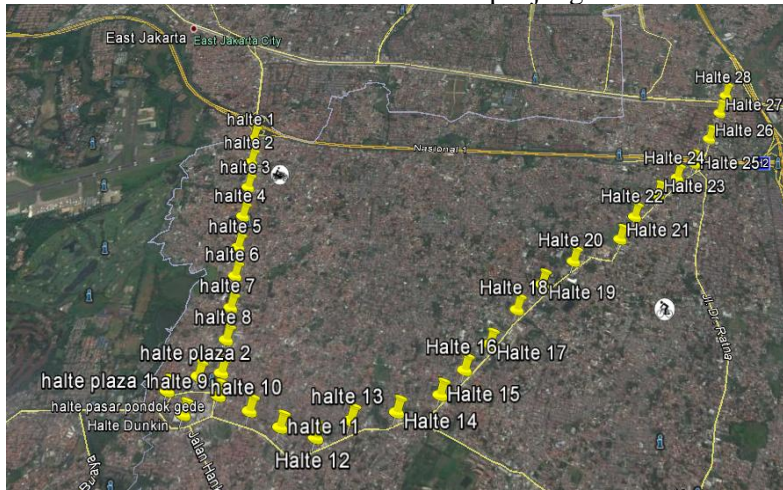 East Jakarta
East Jakarta City
Halte 28
Halte 27
halte 1
Halte 26
halte 2
Nasional 1
halte 3
Halte 24
Halte 25
Halte 23
halte 4
Halte 22
halte 5
Halte 21
Halte 20
halte 6
halte 7
Halte 19
Halte 18
halte 8
Jl. Dr. Ratna
Halte 17
Halte 16
halte plaza 2
halte plaza 1
halte 9
halte 10
Halte 15
halte 13
halte pasar pondok gede
Halte 14
Halte Dunkin
halte 11
Halte 12